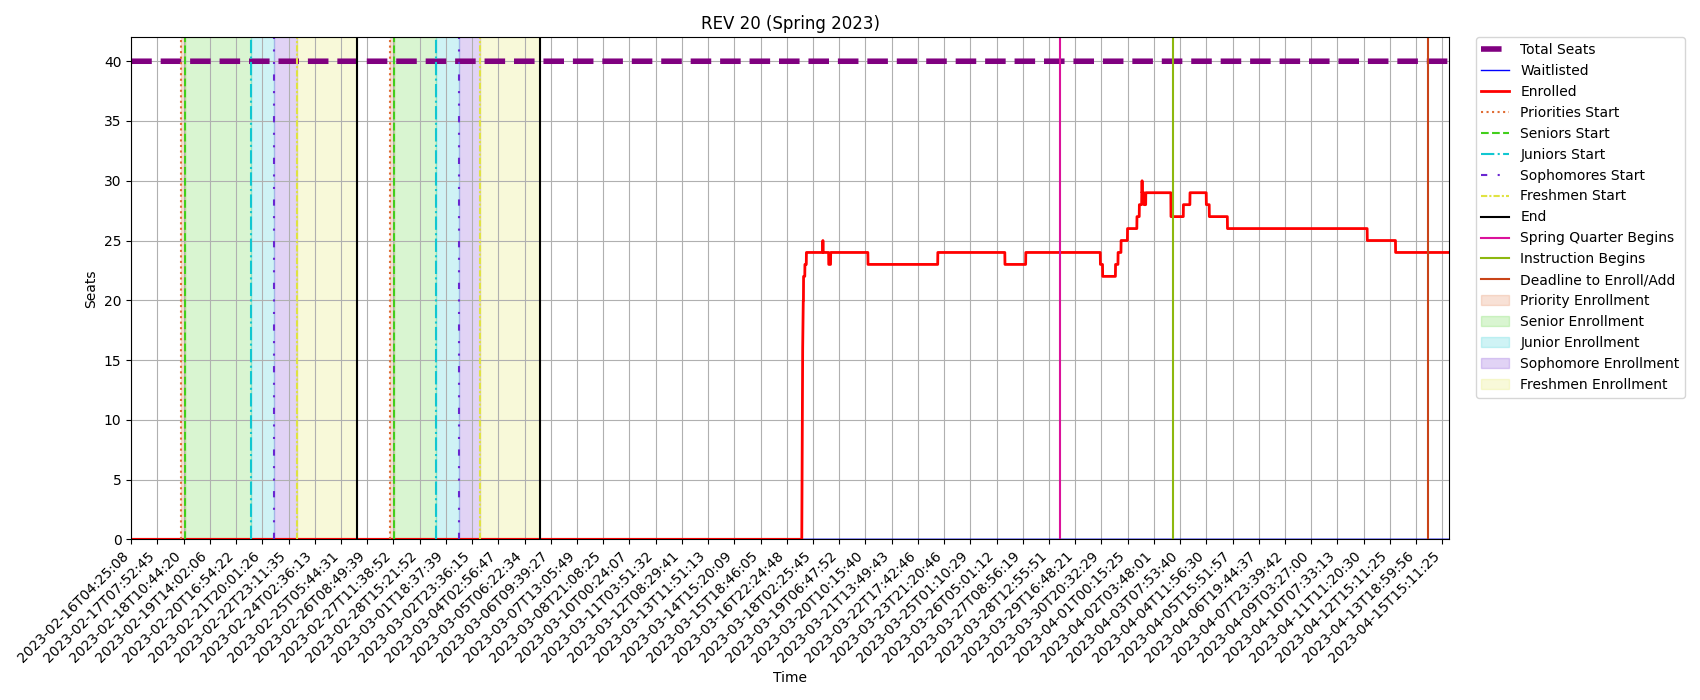 REV 20 (Spring 2023)
Seats
40
35
30
25
20
15
10
5
0
2023-02-16T04:25:08
2023-02-17T07:52:45
2023-02-18T10:44:20
2023-02-19T14:02:06
2023-02-20T16:54:22
2023-02-21T20:01:26
2023-02-22T23:11:35
2023-02-24T02:36:13
2023-02-25T05:44:31
2023-02-26T08:49:39
2023-02-27T11:38:52
2023-02-28T15:21:52
2023-03-01T18:37:39
2023-03-02T23:36:15
2023-03-04T02:56:47
2023-03-05T06:22:34
2023-03-06T09:39:27
2023-03-07T13:05:49
2023-03-08T21:08:25
2023-03-10T00:24:07
2023-03-11T03:51:32
2023-03-12T08:29:41
2023-03-13T11:51:13
2023-03-14T15:20:09
2023-03-15T18:46:05
2023-03-16T22:24:48
2023-03-18T02:25:45
2023-03-19T06:47:52
2023-03-20T10:15:40
2023-03-21T13:49:43
2023-03-22T17:42:46
2023-03-23T21:20:46
2023-03-25T01:10:29
2023-03-26T05:01:12
2023-03-27T08:56:19
2023-03-28T12:55:51
2023-03-29T16:48:21
2023-03-30T20:32:29
2023-04-01T00:15:25
2023-04-02T03:48:01
2023-04-03T07:53:40
2023-04-04T11:56:30
2023-04-05T15:51:57
2023-04-06T19:44:37
2023-04-07T23:39:42
2023-04-09T03:27:00
2023-04-10T07:33:13
2023-04-11T11:20:30
2023-04-12T15:11:25
2023-04-13T18:59:56
2023-04-15T15:11:25
Time
Total Seats
Waitlisted
Enrolled
Priorities Start
Seniors Start
Juniors Start
Sophomores Start
Freshmen Start
End
Spring Quarter Begins
Instruction Begins
Deadline to Enroll/Add
Priority Enrollment
Senior Enrollment
Junior Enrollment
Sophomore Enrollment
Freshmen Enrollment